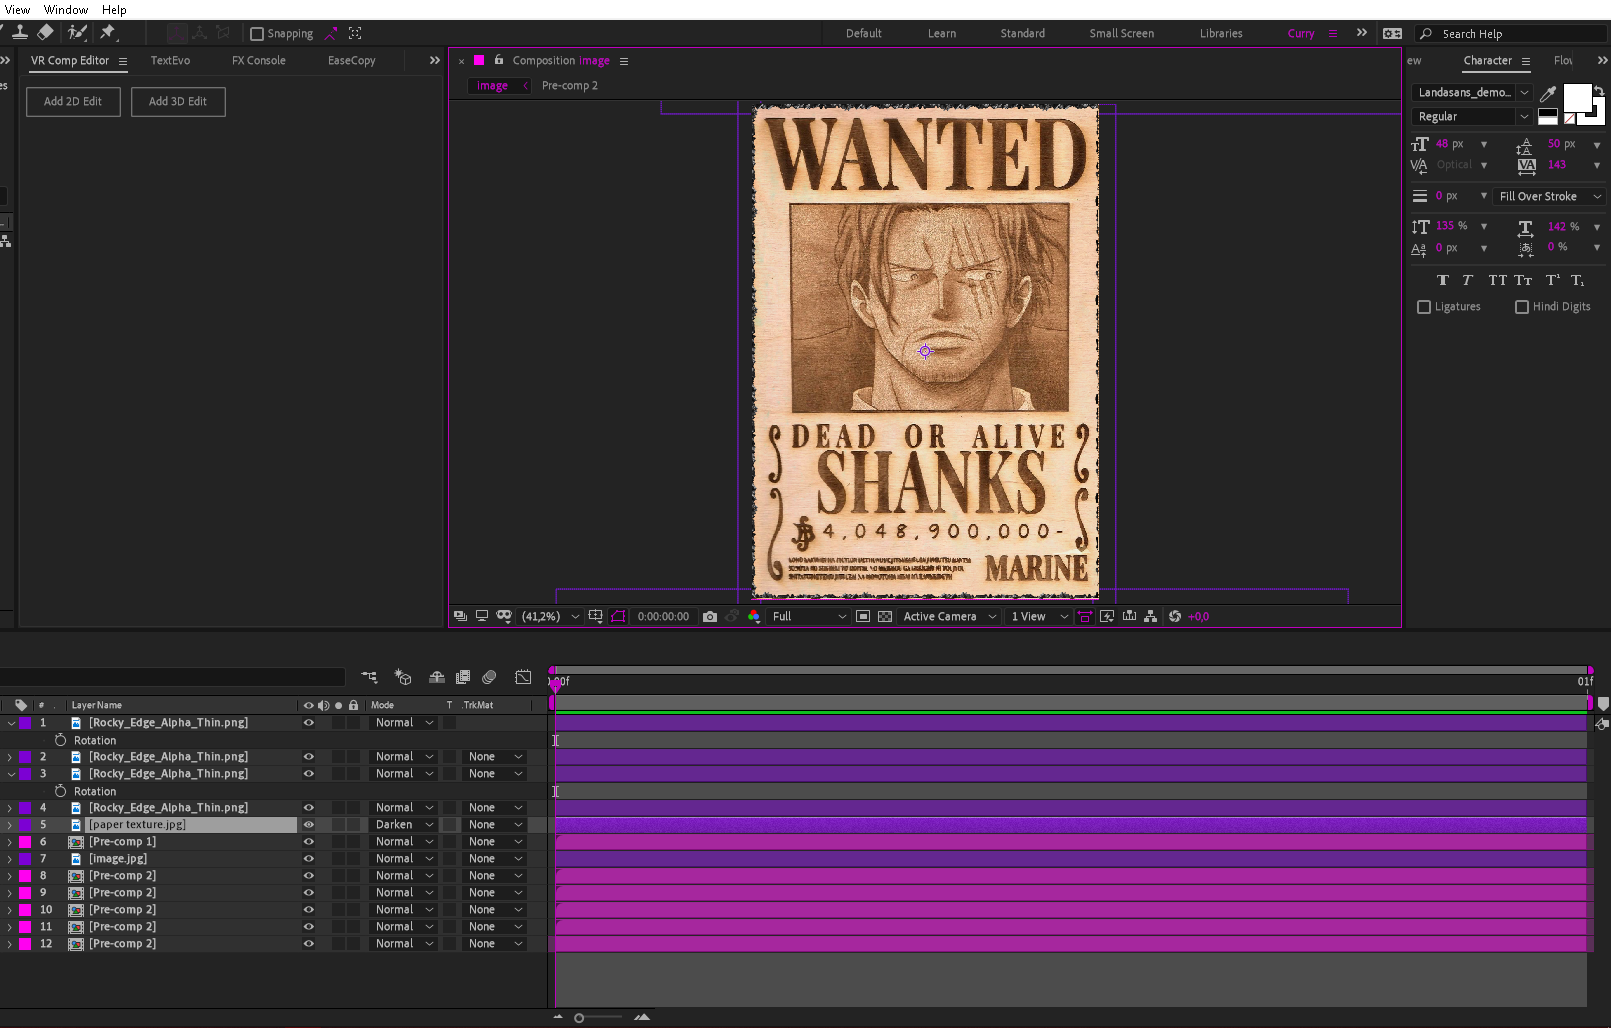 View Window Help
Snapping
Default Learn Standard Small Screen Libraries Curry
Search Help
VR Comp Editor TextEvo FX Console EaseCopy
Add 2D Edit Add 3D Edit
Composition image
image Pre-comp 2
WANTED
DEAD OR ALIVE
SHANKS
4,048,900,000-
MARINE
(41,2%) 0:00:00:00 Full Active Camera 1 View +0,0
ew Character Flov
Landasans_demo...
Regular
48 px 50 px
Optical 143
0 px Fill Over Stroke
135 % 142 %
0 px 0 %
Ligatures Hindi Digits
00f 01f
# Layer Name Mode T .TrkMat
1 [Rocky_Edge_Alpha_Thin.png] Normal
Rotation
2 [Rocky_Edge_Alpha_Thin.png] Normal None
3 [Rocky_Edge_Alpha_Thin.png] Normal None
Rotation
4 [Rocky_Edge_Alpha_Thin.png] Normal None
5 [paper texture.jpg] Darken None
6 [Pre-comp 1] Normal None
7 [image.jpg] Normal None
8 [Pre-comp 2] Normal None
9 [Pre-comp 2] Normal None
10 [Pre-comp 2] Normal None
11 [Pre-comp 2] Normal None
12 [Pre-comp 2] Normal None